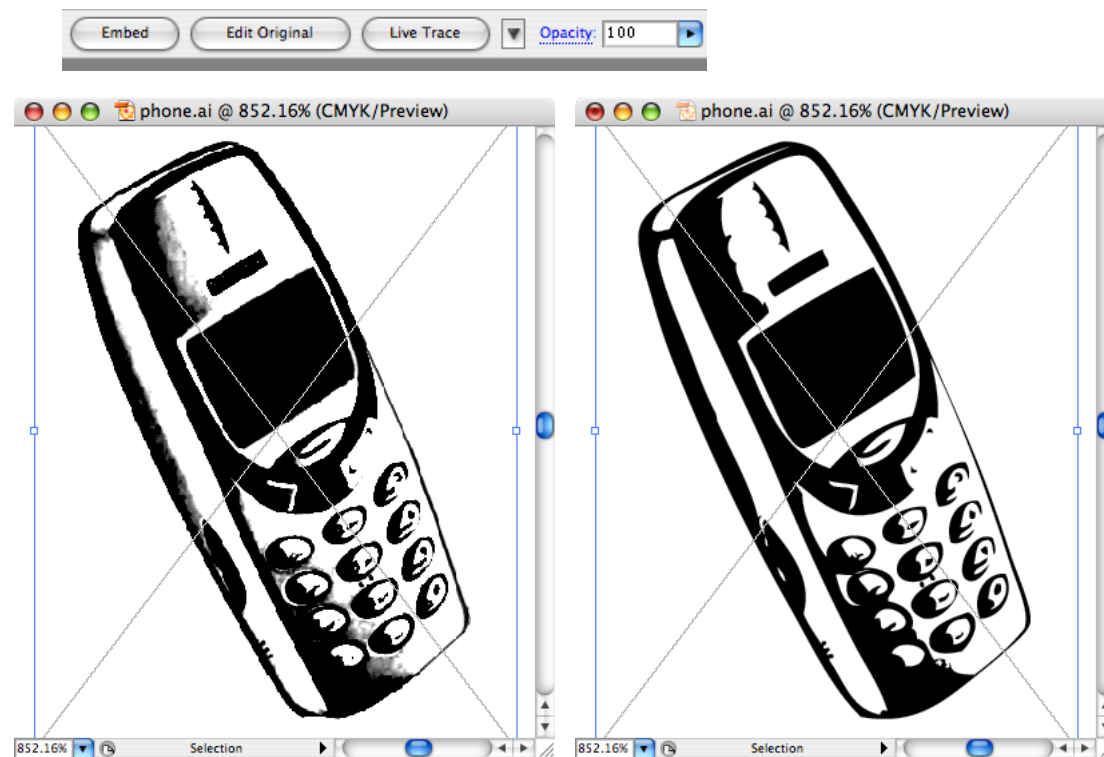 Embed Edit Original Live Trace Opacity: 100
phone.ai @ 852.16% (CMYK/Preview) phone.ai @ 852.16% (CMYK/Preview)
852.16% Selection 852.16% Selection